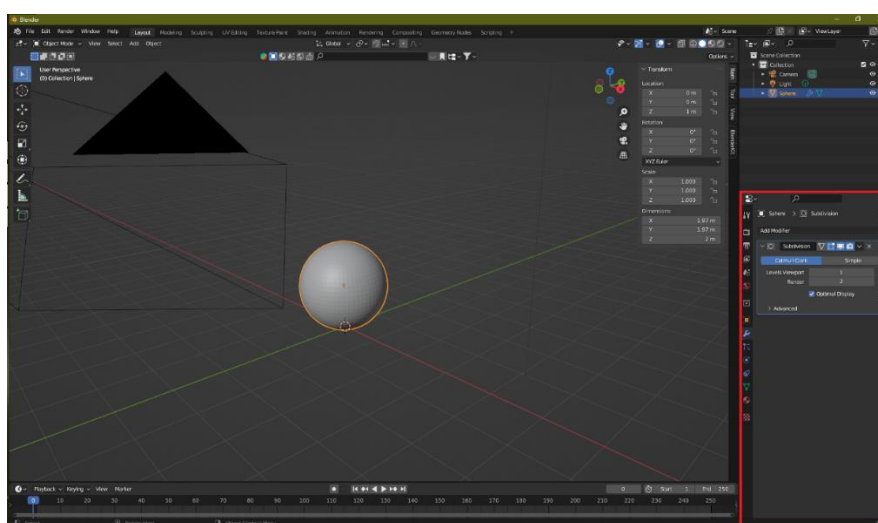 Blender
File Edit Render Window Help Layout Modeling Sculpting UV Editing Texture Paint Shading Animation Rendering Compositing Geometry Nodes Scripting + Scene ViewLayer
Object Mode View Select Add Object Global
Options
User Perspective
(0) Collection | Sphere
Transform
Location:
X 0 m
Y 0 m
Z 1 m
Rotation:
X 0°
Y 0°
Z 0°
XYZ Euler
Scale:
X 1.000
Y 1.000
Z 1.000
Dimensions:
X 1.97 m
Y 1.97 m
Z 2 m
Item
Tool
View
BlenderKit
Scene Collection
Collection
Camera
Light
Sphere
Sphere > Subdivision
Add Modifier
Subdivision
Catmull-Clark Simple
Levels Viewport 1
Render 2
Optimal Display
> Advanced
Playback Keying View Marker 0 Start 1 End 250
0 10 20 30 40 50 60 70 80 90 100 110 120 130 140 150 160 170 180 190 200 210 220 230 240 250